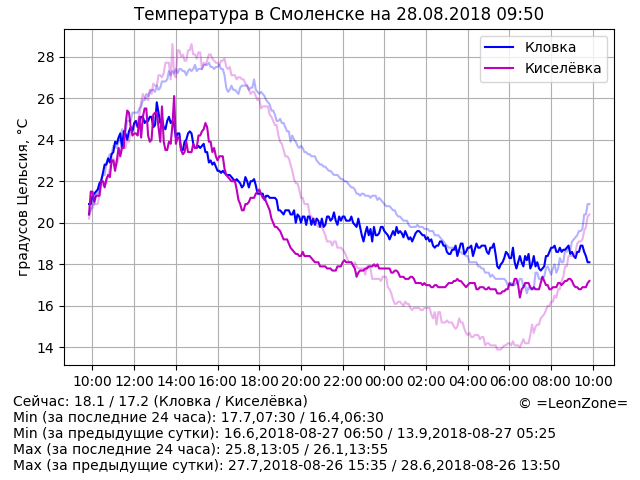 Температура в Смоленске на 28.08.2018 09:50
Кловка
Киселёвка
градусов Цельсия, °C
28
26
24
22
20
18
16
14
10:00 12:00 14:00 16:00 18:00 20:00 22:00 00:00 02:00 04:00 06:00 08:00 10:00
Сейчас: 18.1 / 17.2 (Кловка / Киселёвка)
© =LeonZone=
Min (за последние 24 часа): 17.7,07:30 / 16.4,06:30
Min (за предыдущие сутки): 16.6,2018-08-27 06:50 / 13.9,2018-08-27 05:25
Max (за последние 24 часа): 25.8,13:05 / 26.1,13:55
Max (за предыдущие сутки): 27.7,2018-08-26 15:35 / 28.6,2018-08-26 13:50